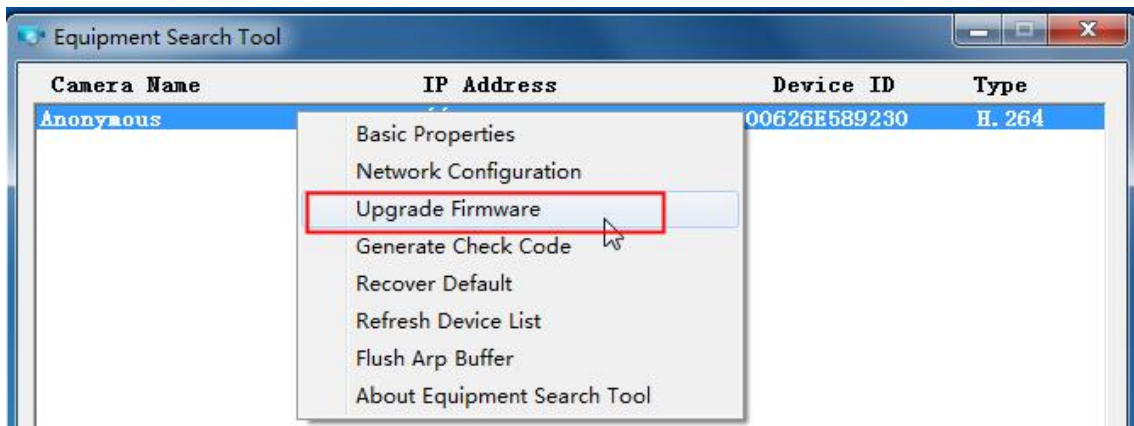 Equipment Search Tool
Camera Name IP Address Device ID Type
Anonymous 00626E589230 H.264
Basic Properties
Network Configuration
Upgrade Firmware
Generate Check Code
Recover Default
Refresh Device List
Flush Arp Buffer
About Equipment Search Tool